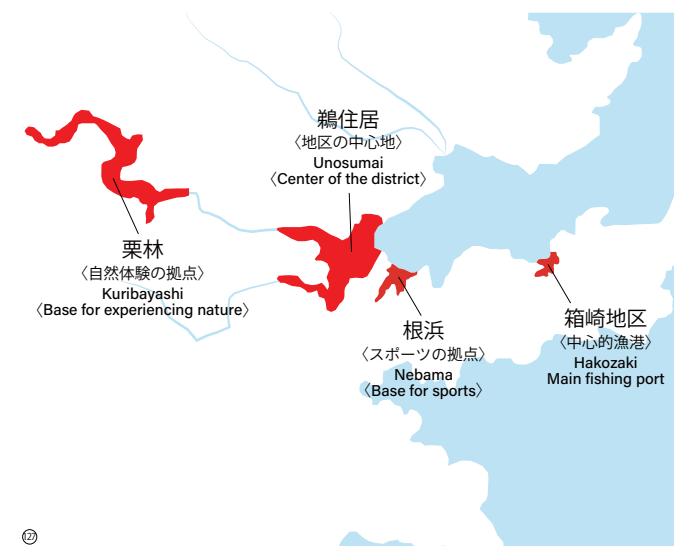 鵜住居
〈地区の中心地〉
Unosumai
〈Center of the district〉
栗林
〈自然体験の拠点〉
Kuribayashi
〈Base for experiencing nature〉
根浜
〈スポーツの拠点〉
Nebama
〈Base for sports〉
箱崎地区
〈中心的漁港〉
Hakozaki
Main fishing port
127